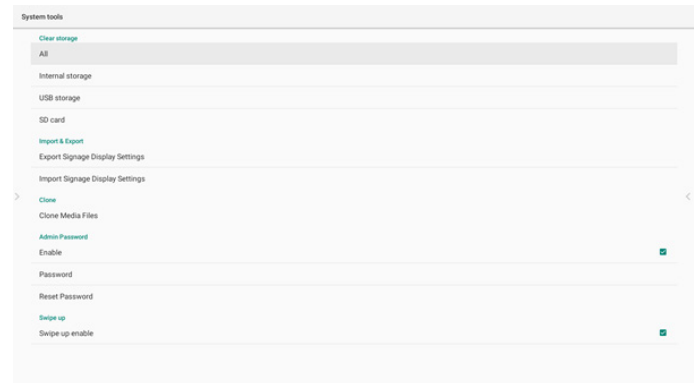 System tools
Clear storage
All
Internal storage
USB storage
SD card
Import & Export
Export Signage Display Settings
Import Signage Display Settings
Clone
Clone Media Files
Admin Password
Enable
Password
Reset Password
Swipe up
Swipe up enable